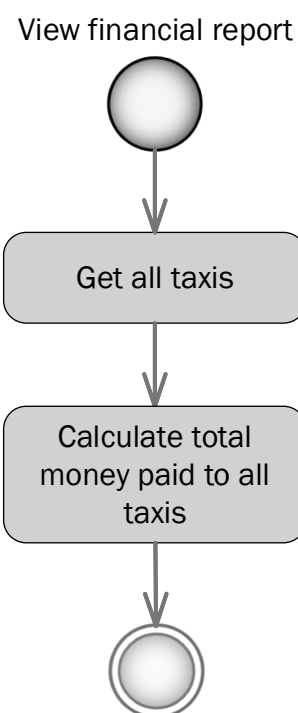 View financial report
Get all taxis
Calculate total
money paid to all
taxis